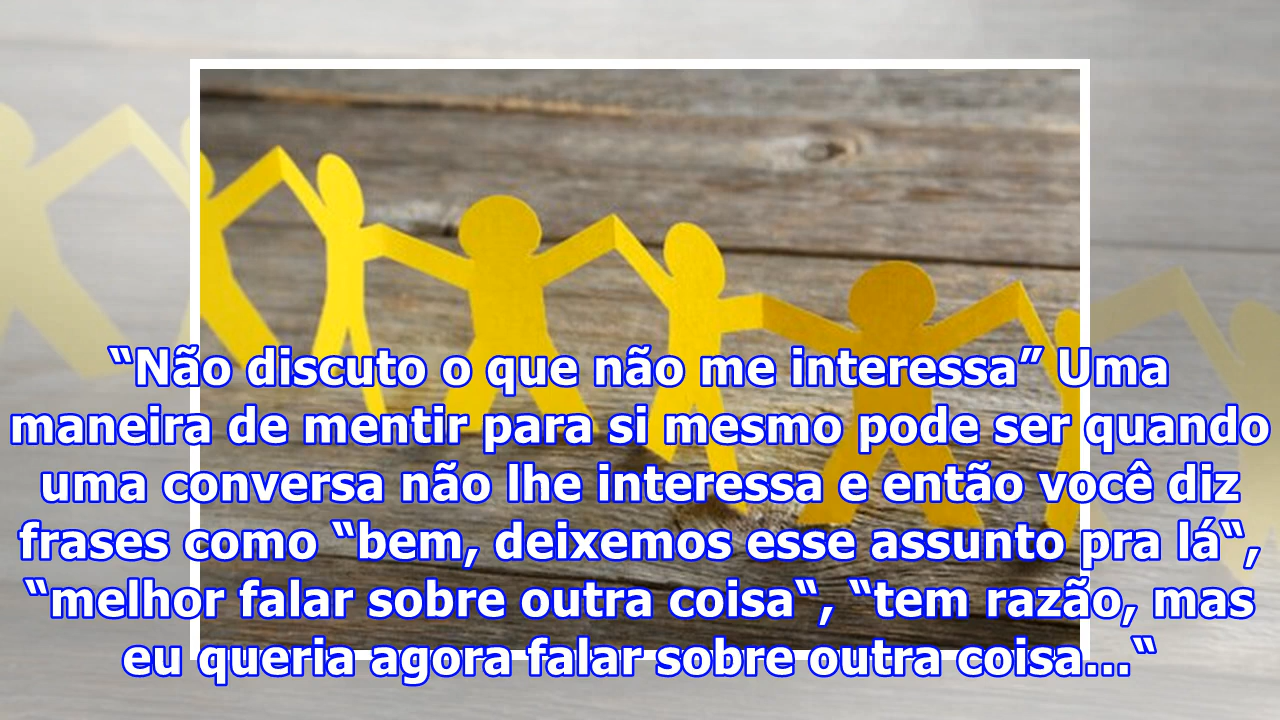 “Não discuto o que não me interessa” Uma
maneira de mentir para si mesmo pode ser quando
uma conversa não lhe interessa e então você diz
frases como “bem, deixemos esse assunto pra lá“,
“melhor falar sobre outra coisa“, “tem razão, mas
eu queria agora falar sobre outra coisa…“